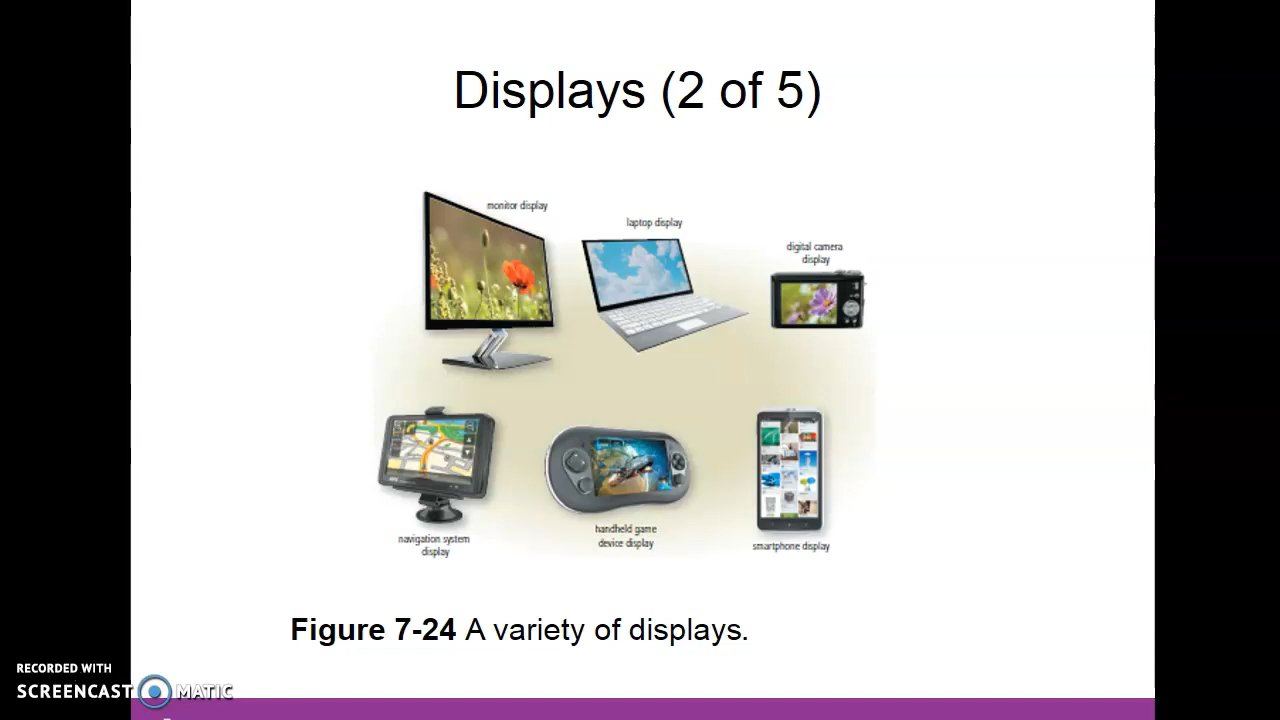 Displays (2 of 5)
monitor display
laptop display
digital camera
display
navigation system
display
handheld game
device display
smartphone display
Figure 7-24 A variety of displays.
RECORDED WITH
SCREENCAST MATIC